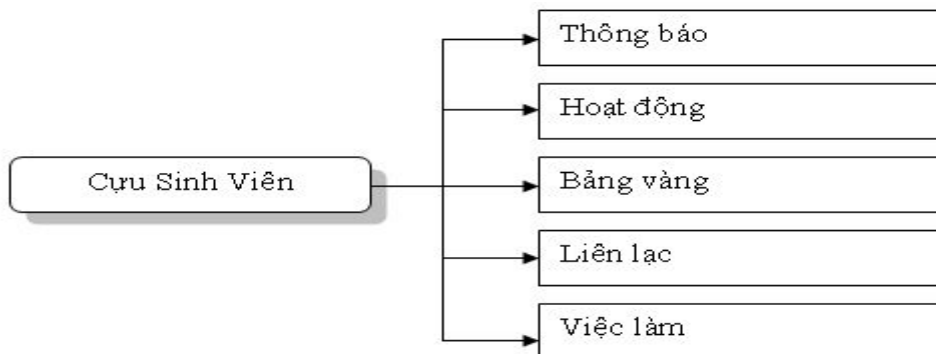 Thông báo
Hoạt động
Cựu Sinh Viên
Bảng vàng
Liên lạc
Việc làm